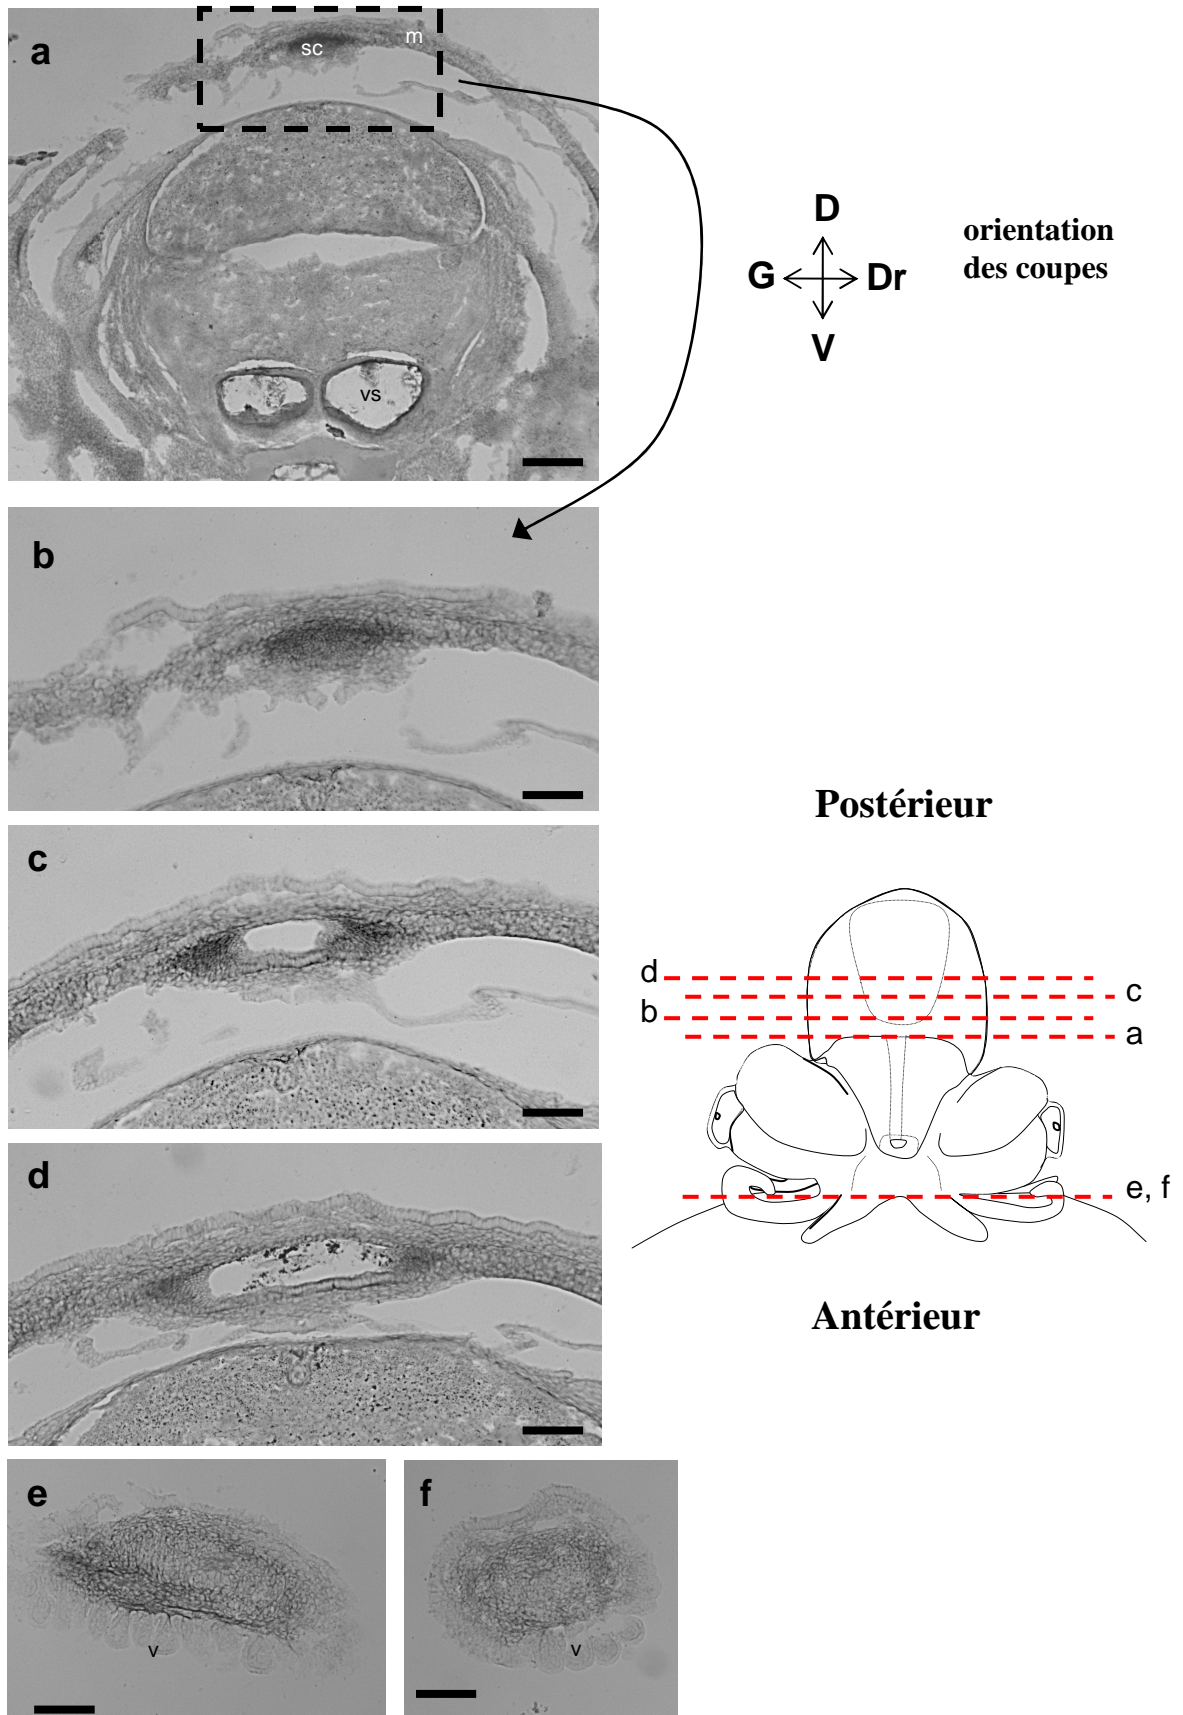 a
sc
m
vs
D
G
Dr
V
orientation
des coupes
b
c
d
e
v
f
v
Postérieur
d
c
b
a
e, f
Antérieur